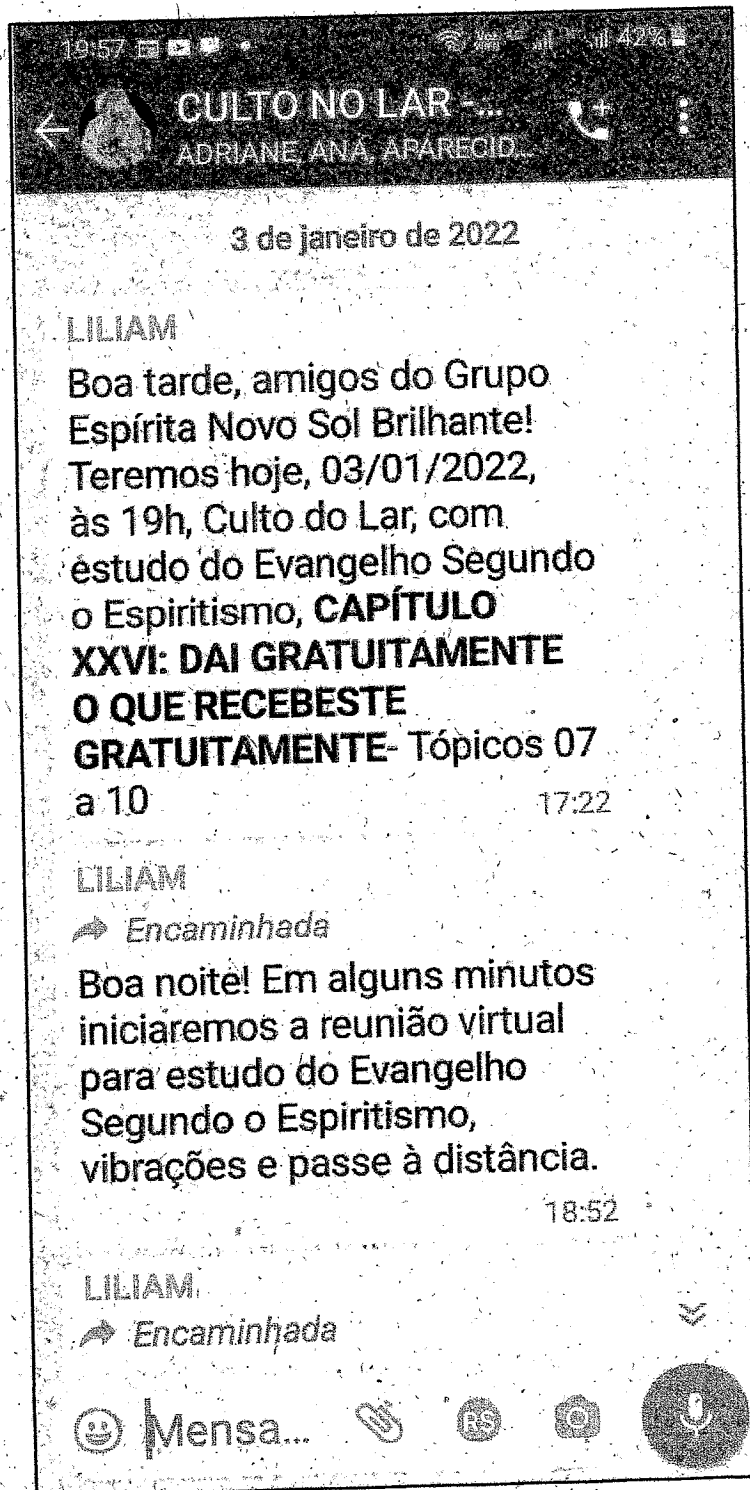 19:57 42%
CULTO NO LAR -...
ADRIANE, ANA, APARECID...
3 de janeiro de 2022
LILIAM
Boa tarde, amigos do Grupo
Espírita Novo Sol Brilhante!
Teremos hoje, 03/01/2022,
às 19h, Culto do Lar, com
estudo do Evangelho Segundo
o Espiritismo, CAPÍTULO
XXVI: DAI GRATUITAMENTE
O QUE RECEBESTE
GRATUITAMENTE- Tópicos 07
a 10 17:22
LILIAM
Encaminhada
Boa noite! Em alguns minutos
iniciaremos a reunião virtual
para estudo do Evangelho
Segundo o Espiritismo,
vibrações e passe à distância.
18:52
LILIAM
Encaminhada
Mensa... RS